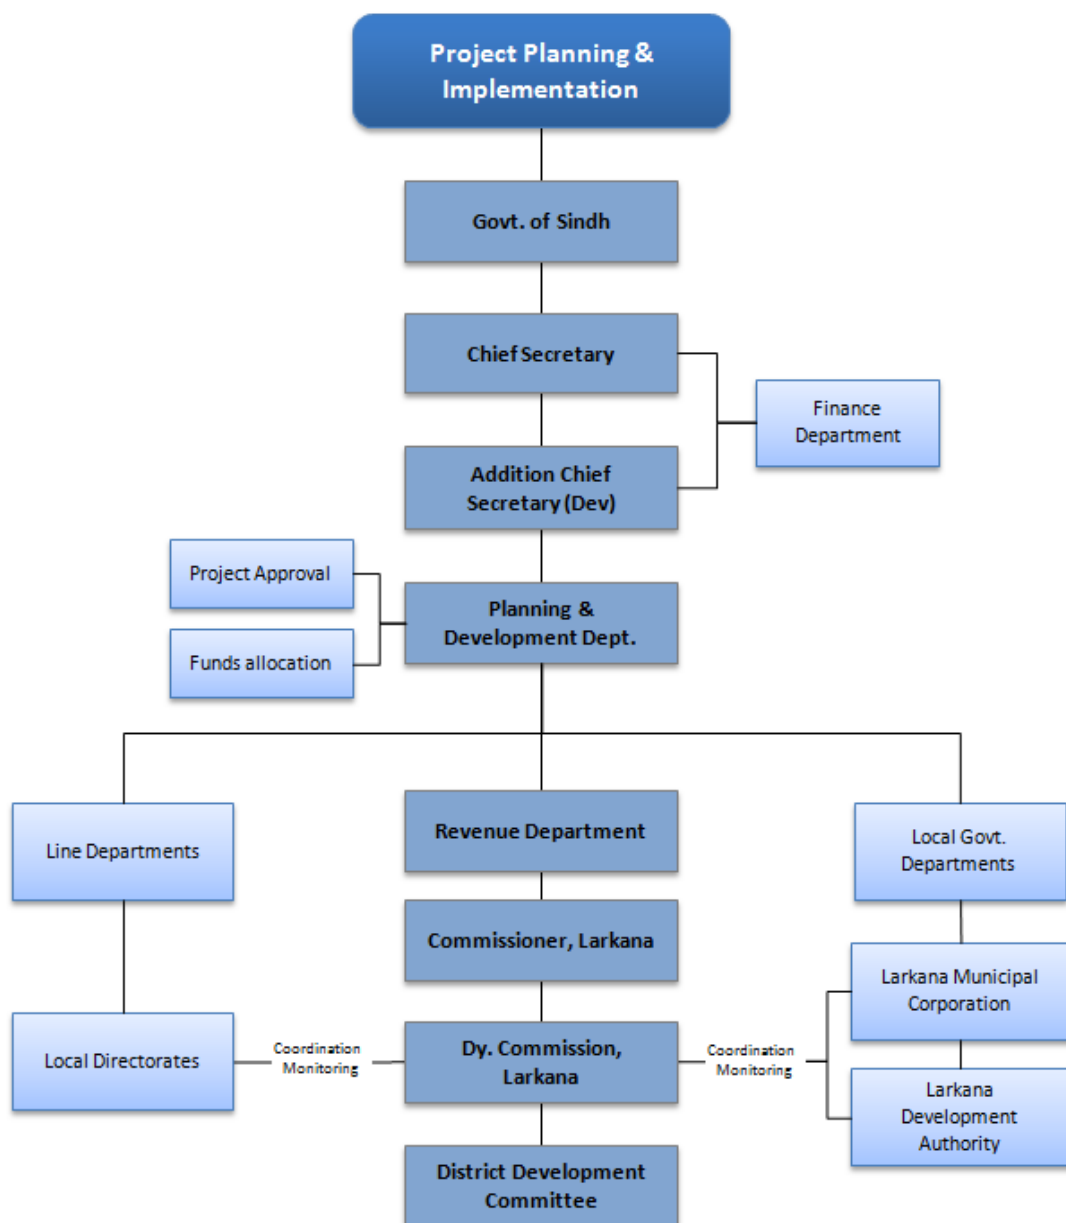 Project Planning &
Implementation
Govt. of Sindh
Chief Secretary
Finance
Department
Addition Chief
Secretary (Dev)
Project Approval
Funds allocation
Planning &
Development Dept.
Line Departments
Revenue Department
Local Govt.
Departments
Commissioner, Larkana
Larkana Municipal
Corporation
Local Directorates
Coordination
Monitoring
Dy. Commission,
Larkana
Coordination
Monitoring
Larkana
Development
Authority
District Development
Committee